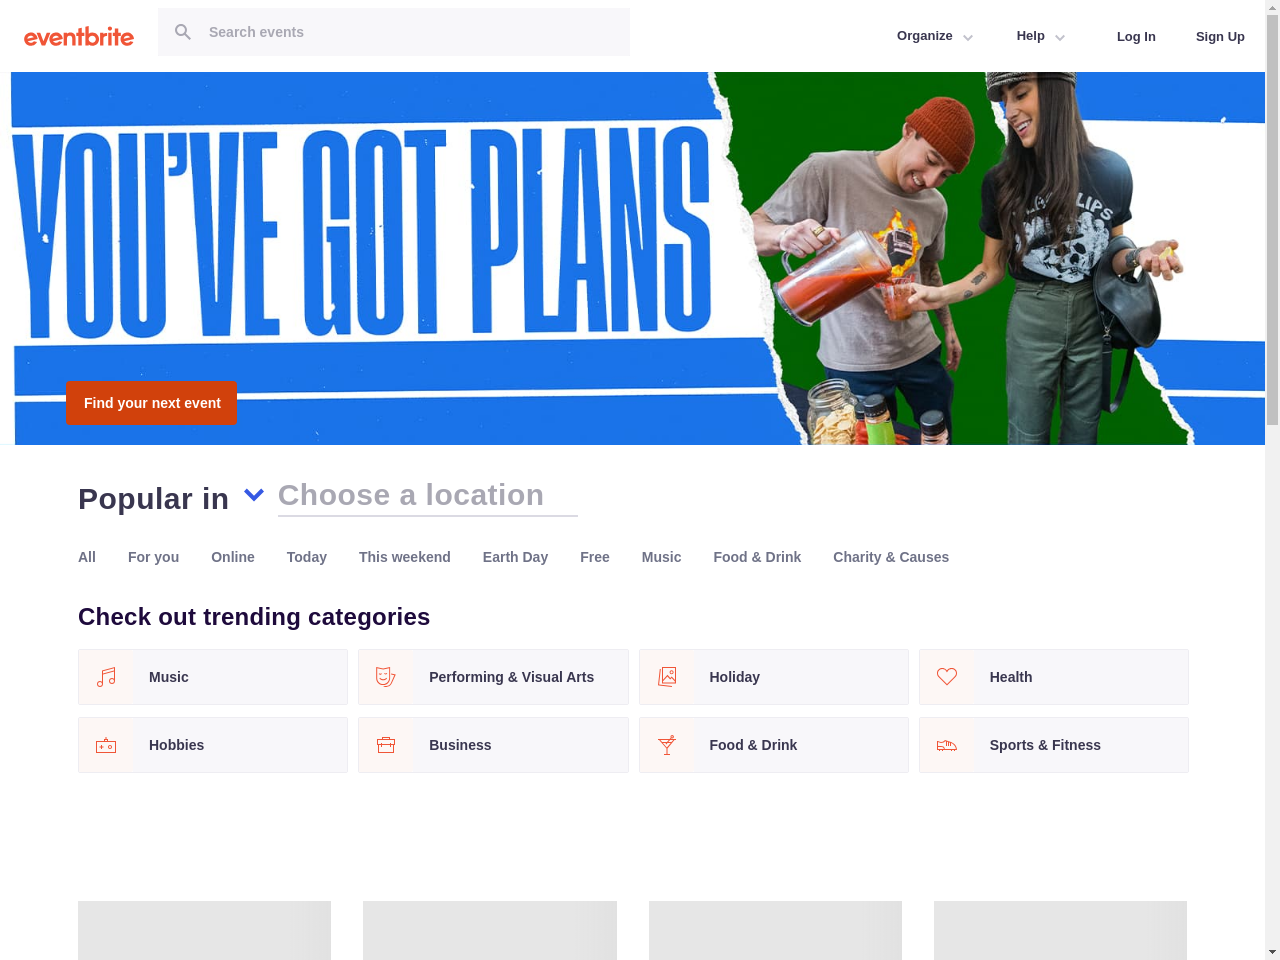 eventbrite
Search events
Organize
Help
Log In
Sign Up
YOU'VE GOT PLANS
LIPS
Find your next event
Popular in
Choose a location
All
For you
Online
Today
This weekend
Earth Day
Free
Music
Food & Drink
Charity & Causes
Check out trending categories
Music
Performing & Visual Arts
Holiday
Health
Hobbies
Business
Food & Drink
Sports & Fitness